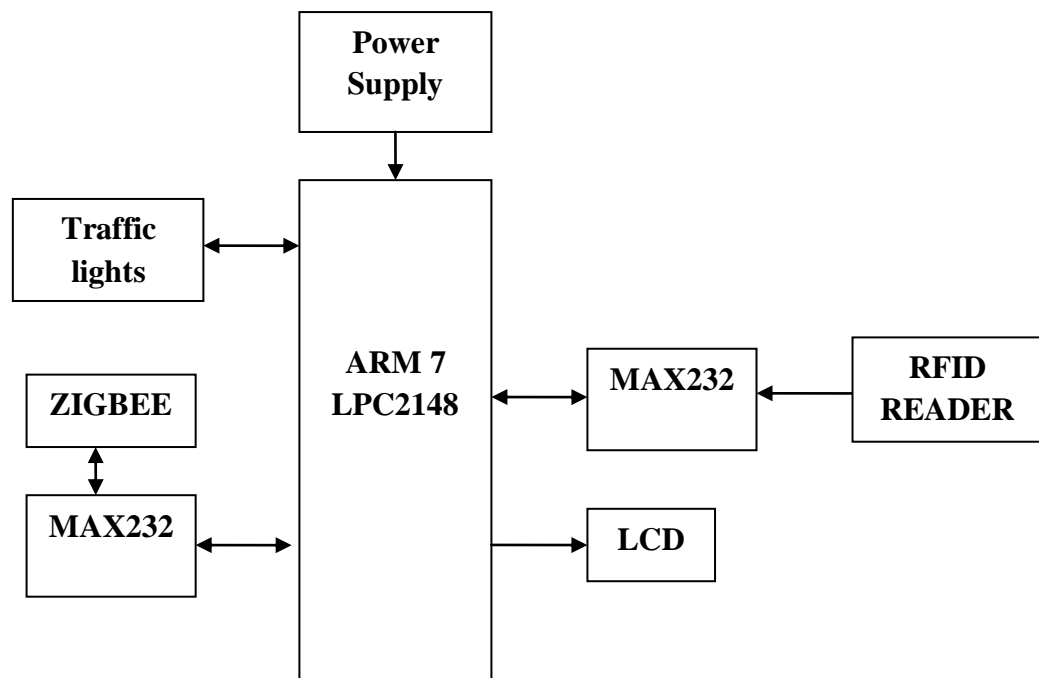 Power
Supply
Traffic
lights
ARM 7
LPC2148
MAX232
RFID
READER
ZIGBEE
MAX232
LCD